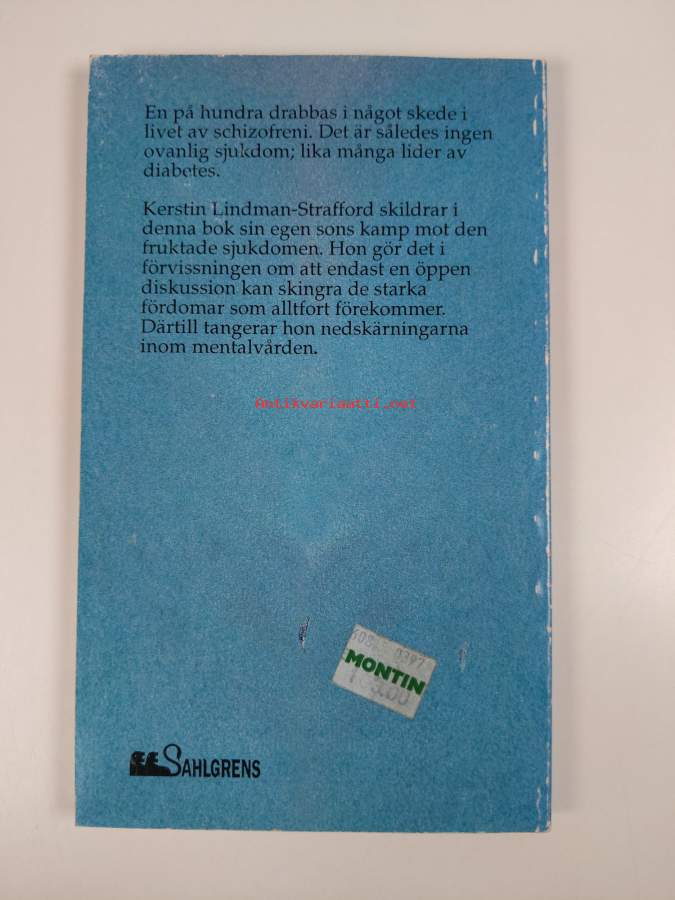 En på hundra drabbas i något skede i
livet av schizofreni. Det är således ingen
ovanlig sjukdom; lika många lider av
diabetes.
Kerstin Lindman-Strafford skildrar i
denna bok sin egen sons kamp mot den
fruktade sjukdomen. Hon gör det i
förvissningen om att endast en öppen
diskussion kan skingra de starka
fördomar som alltfort förekommer.
Därtill tangerar hon nedskärningarna
inom mentalvården.
Antikvariaatti.net
0397
MONTIN
SAHLGRENS